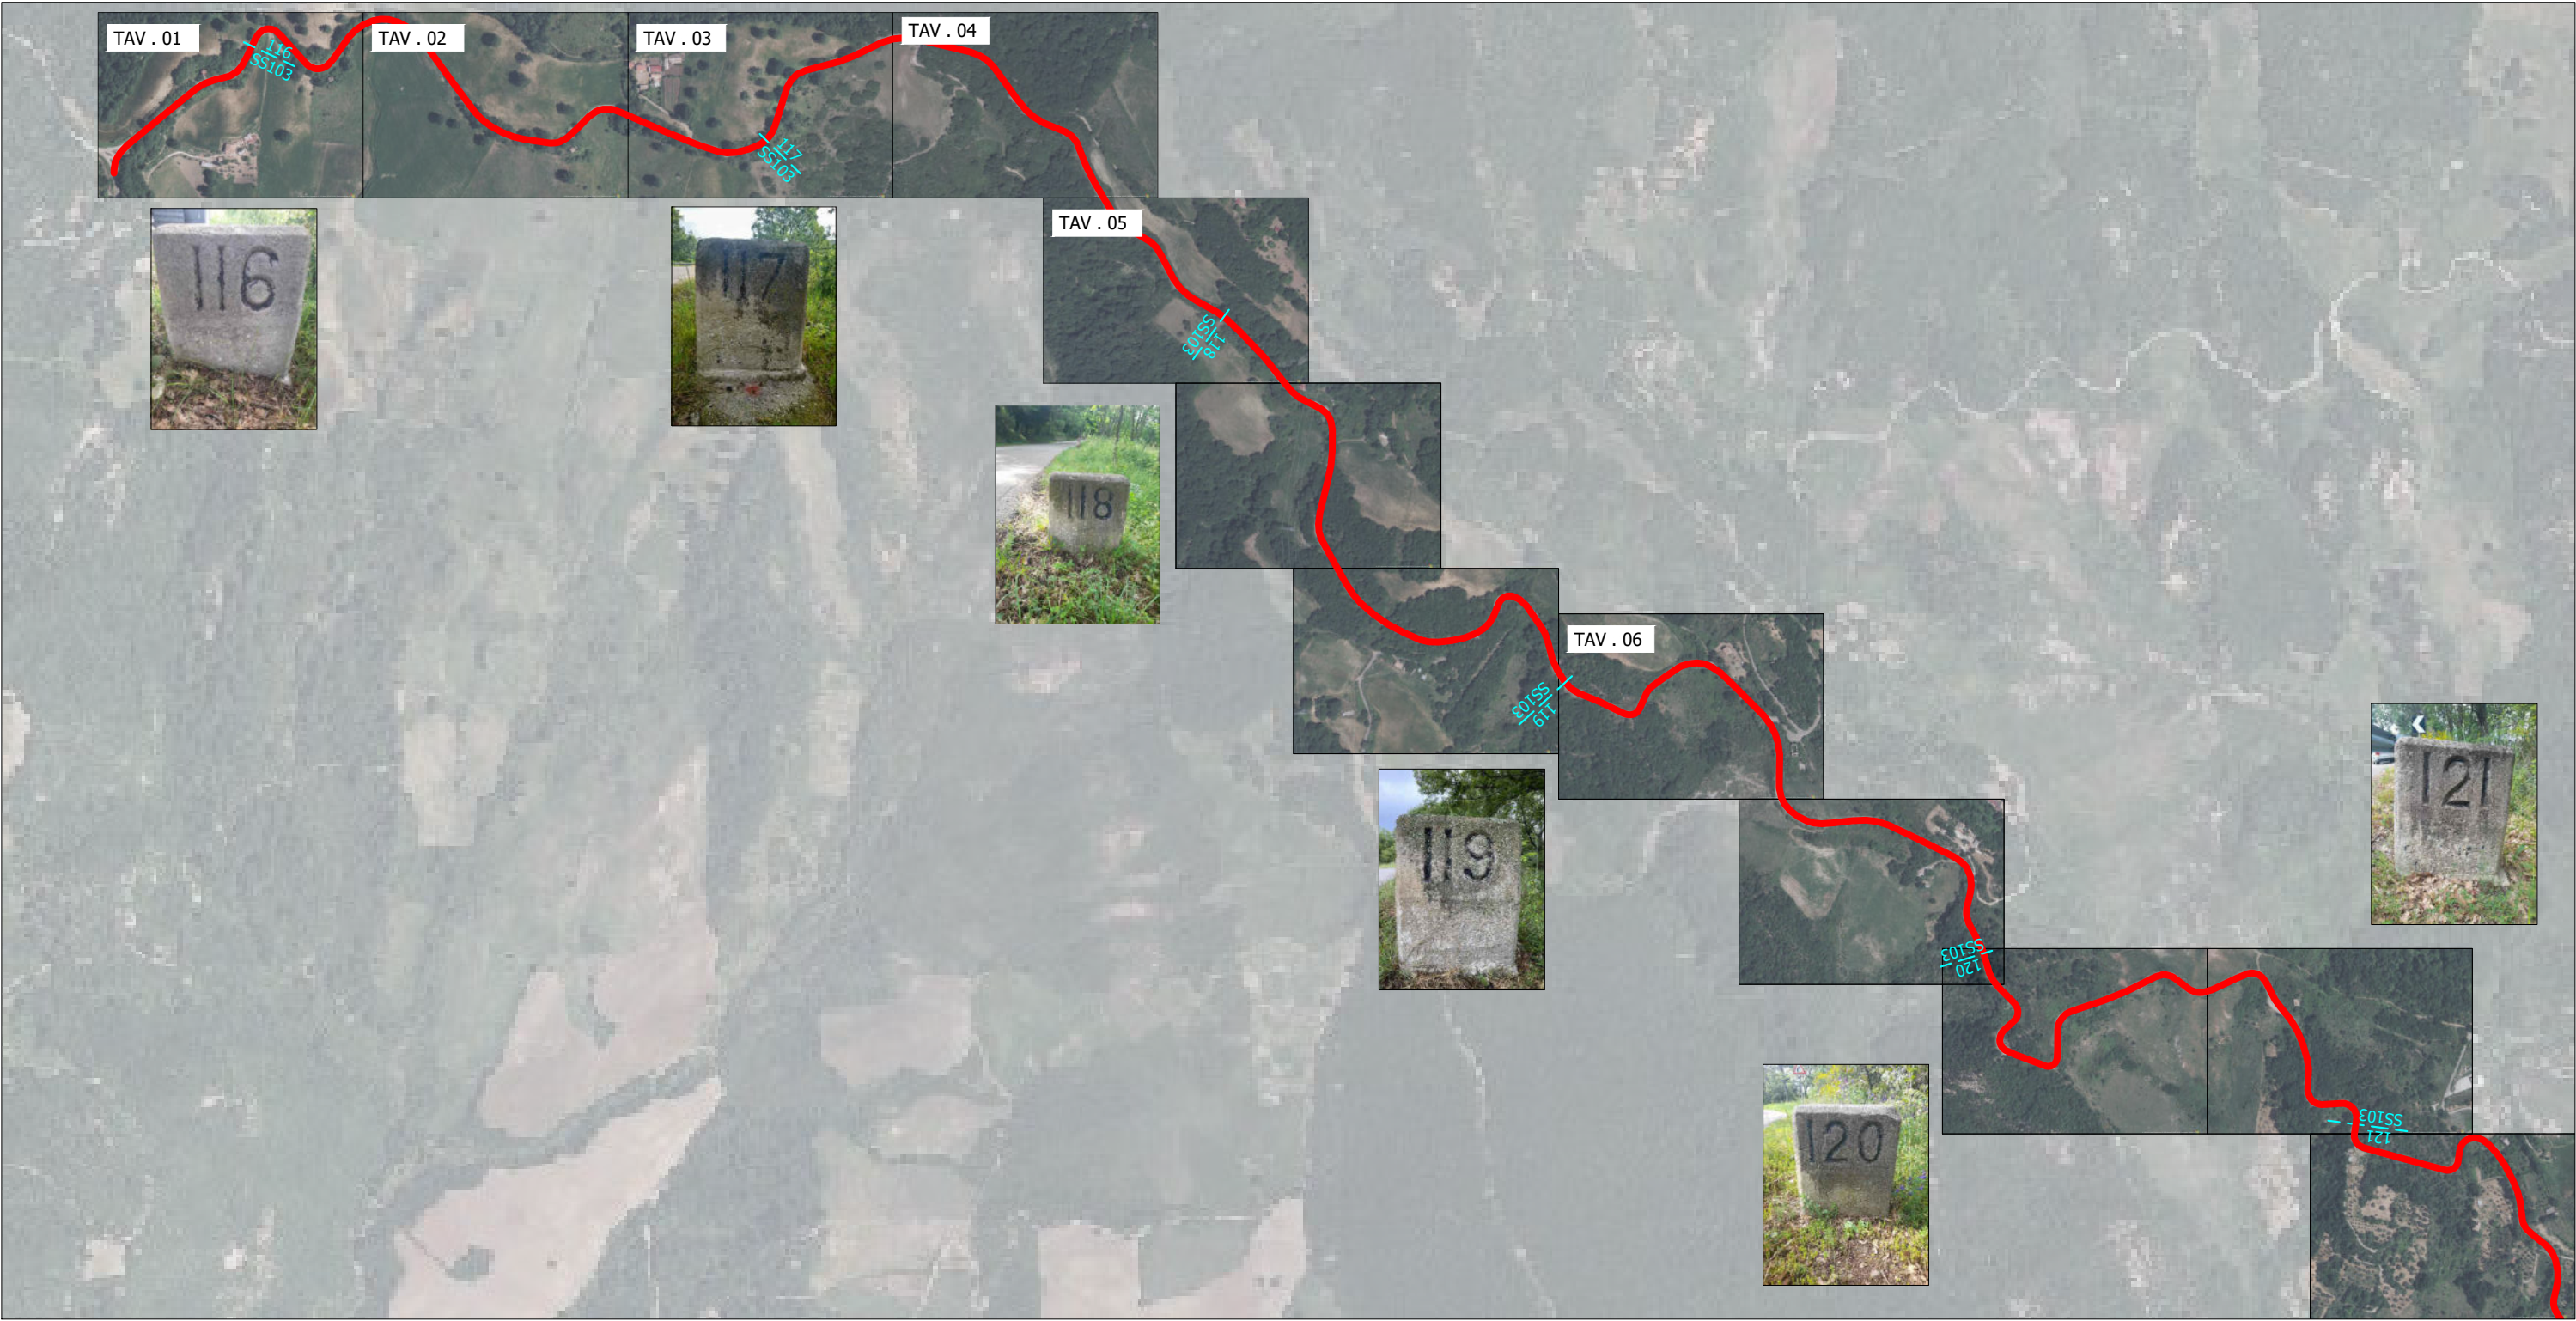 TAV . 01
TAV . 02
TAV . 03
TAV . 04
116
SS103
117
SS103
116
117
TAV . 05
118
SS103
118
TAV . 06
119
SS103
119
121
120
SS103
120
121
SS103